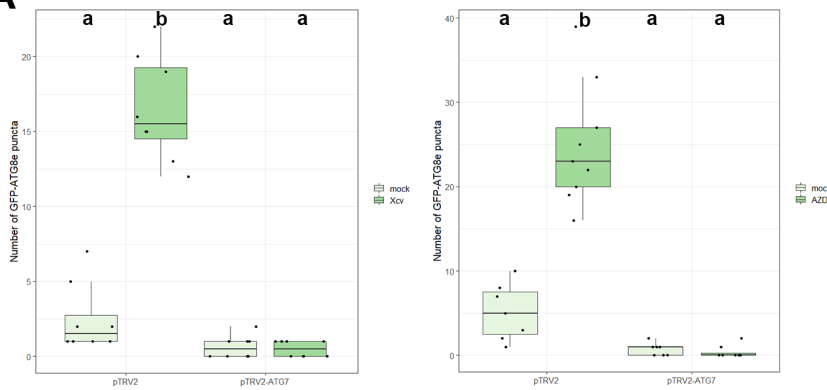 A
a b a a
Number of GFP-ATG8e puncta
20
15
10
5
0
pTRV2 pTRV2-ATG7
mock
Xcv
a b a a
Number of GFP-ATG8e puncta
40
30
20
10
0
pTRV2 pTRV2-ATG7
moc
AZD